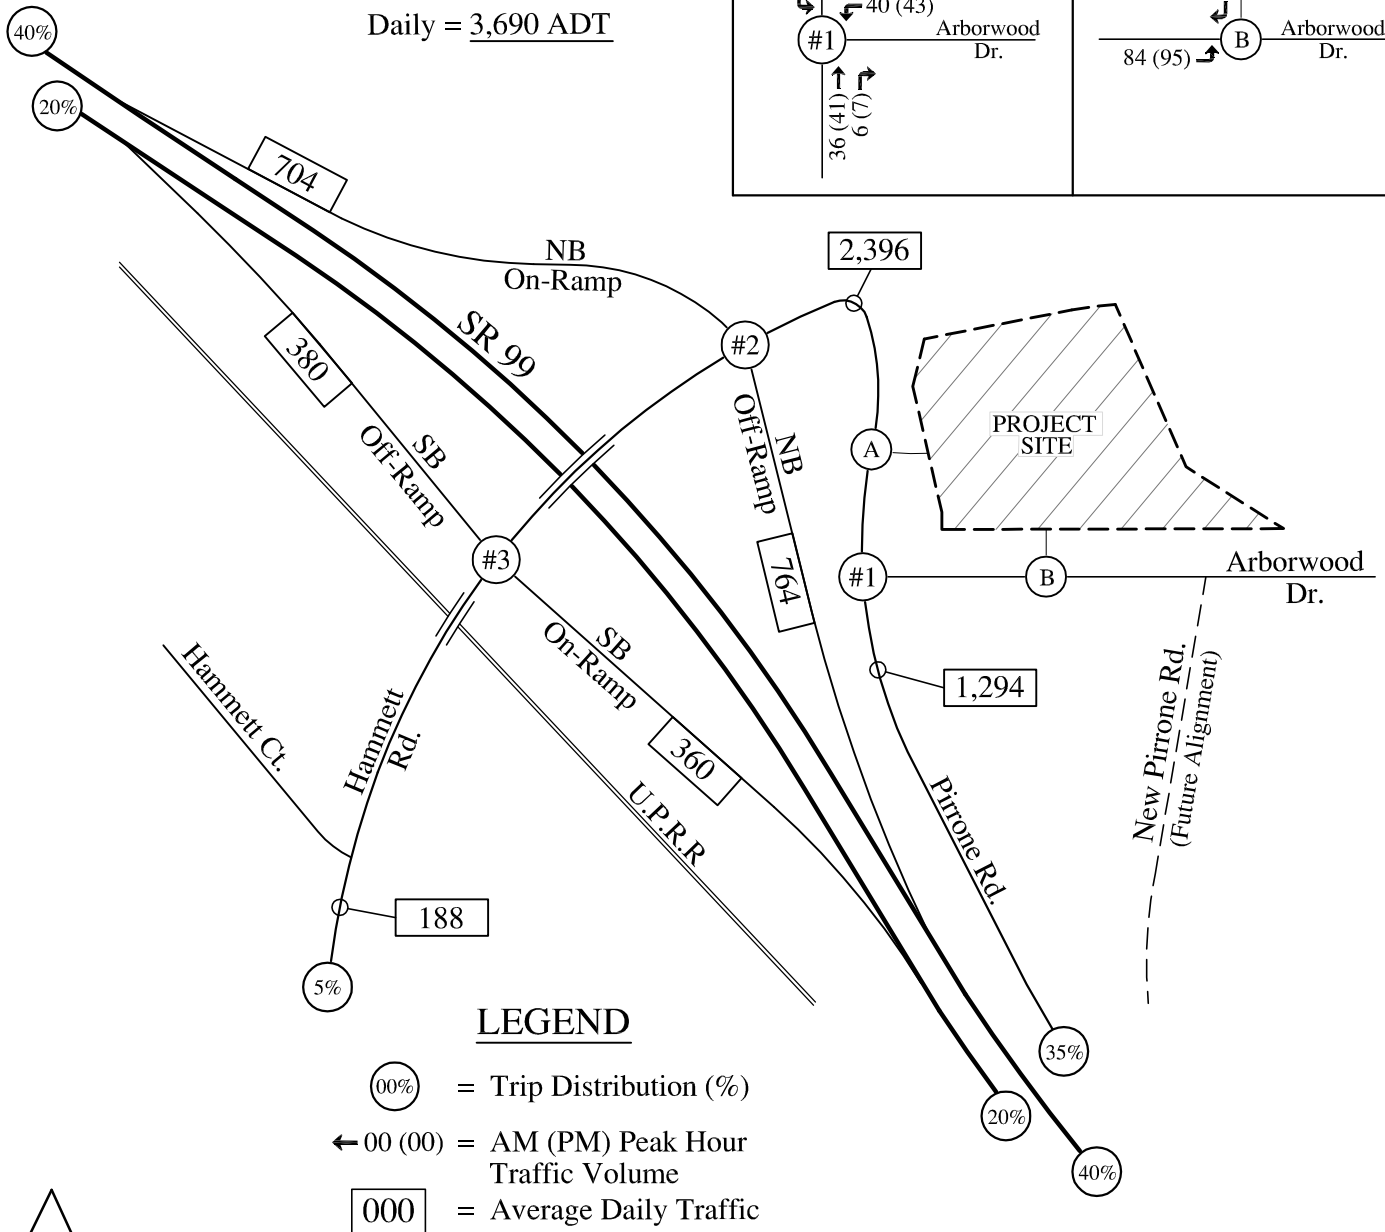 40%
Daily = 3,690 ADT
20%
40 (43)
#1
Arborwood
Dr.
36 (41)
6 (7)
84 (95)
B
Arborwood
Dr.
704
NB
On-Ramp
2,396
SR 99
#2
380
SB
Off-Ramp
NB
Off-Ramp
764
A
PROJECT
SITE
#3
#1
B
Arborwood
Dr.
SB
On-Ramp
360
1,294
Hammett Ct.
Hammett
Rd.
U.P.R.R
Pirrone Rd.
New Pirrone Rd.
(Future Alignment)
188
5%
35%
20%
40%
LEGEND
00% = Trip Distribution (%)
00 (00) = AM (PM) Peak Hour
Traffic Volume
000 = Average Daily Traffic